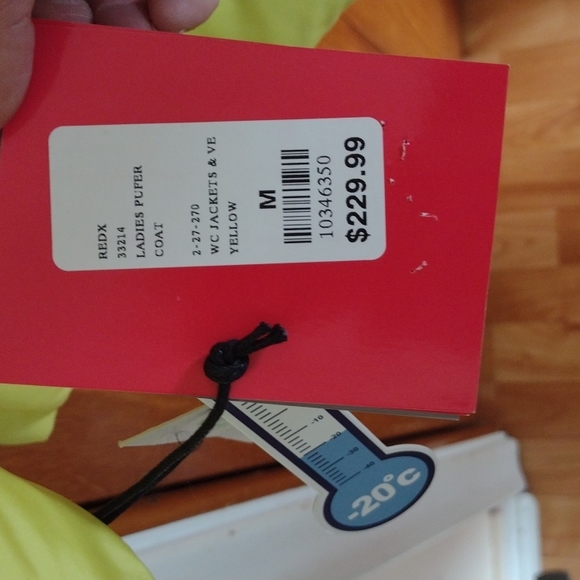 REDX
33214
LADIES PUFER
COAT
2-27-270
WC JACKETS & VE
YELLOW
M
10346350
$229.99
-10
-20
-30
-40
-20°C